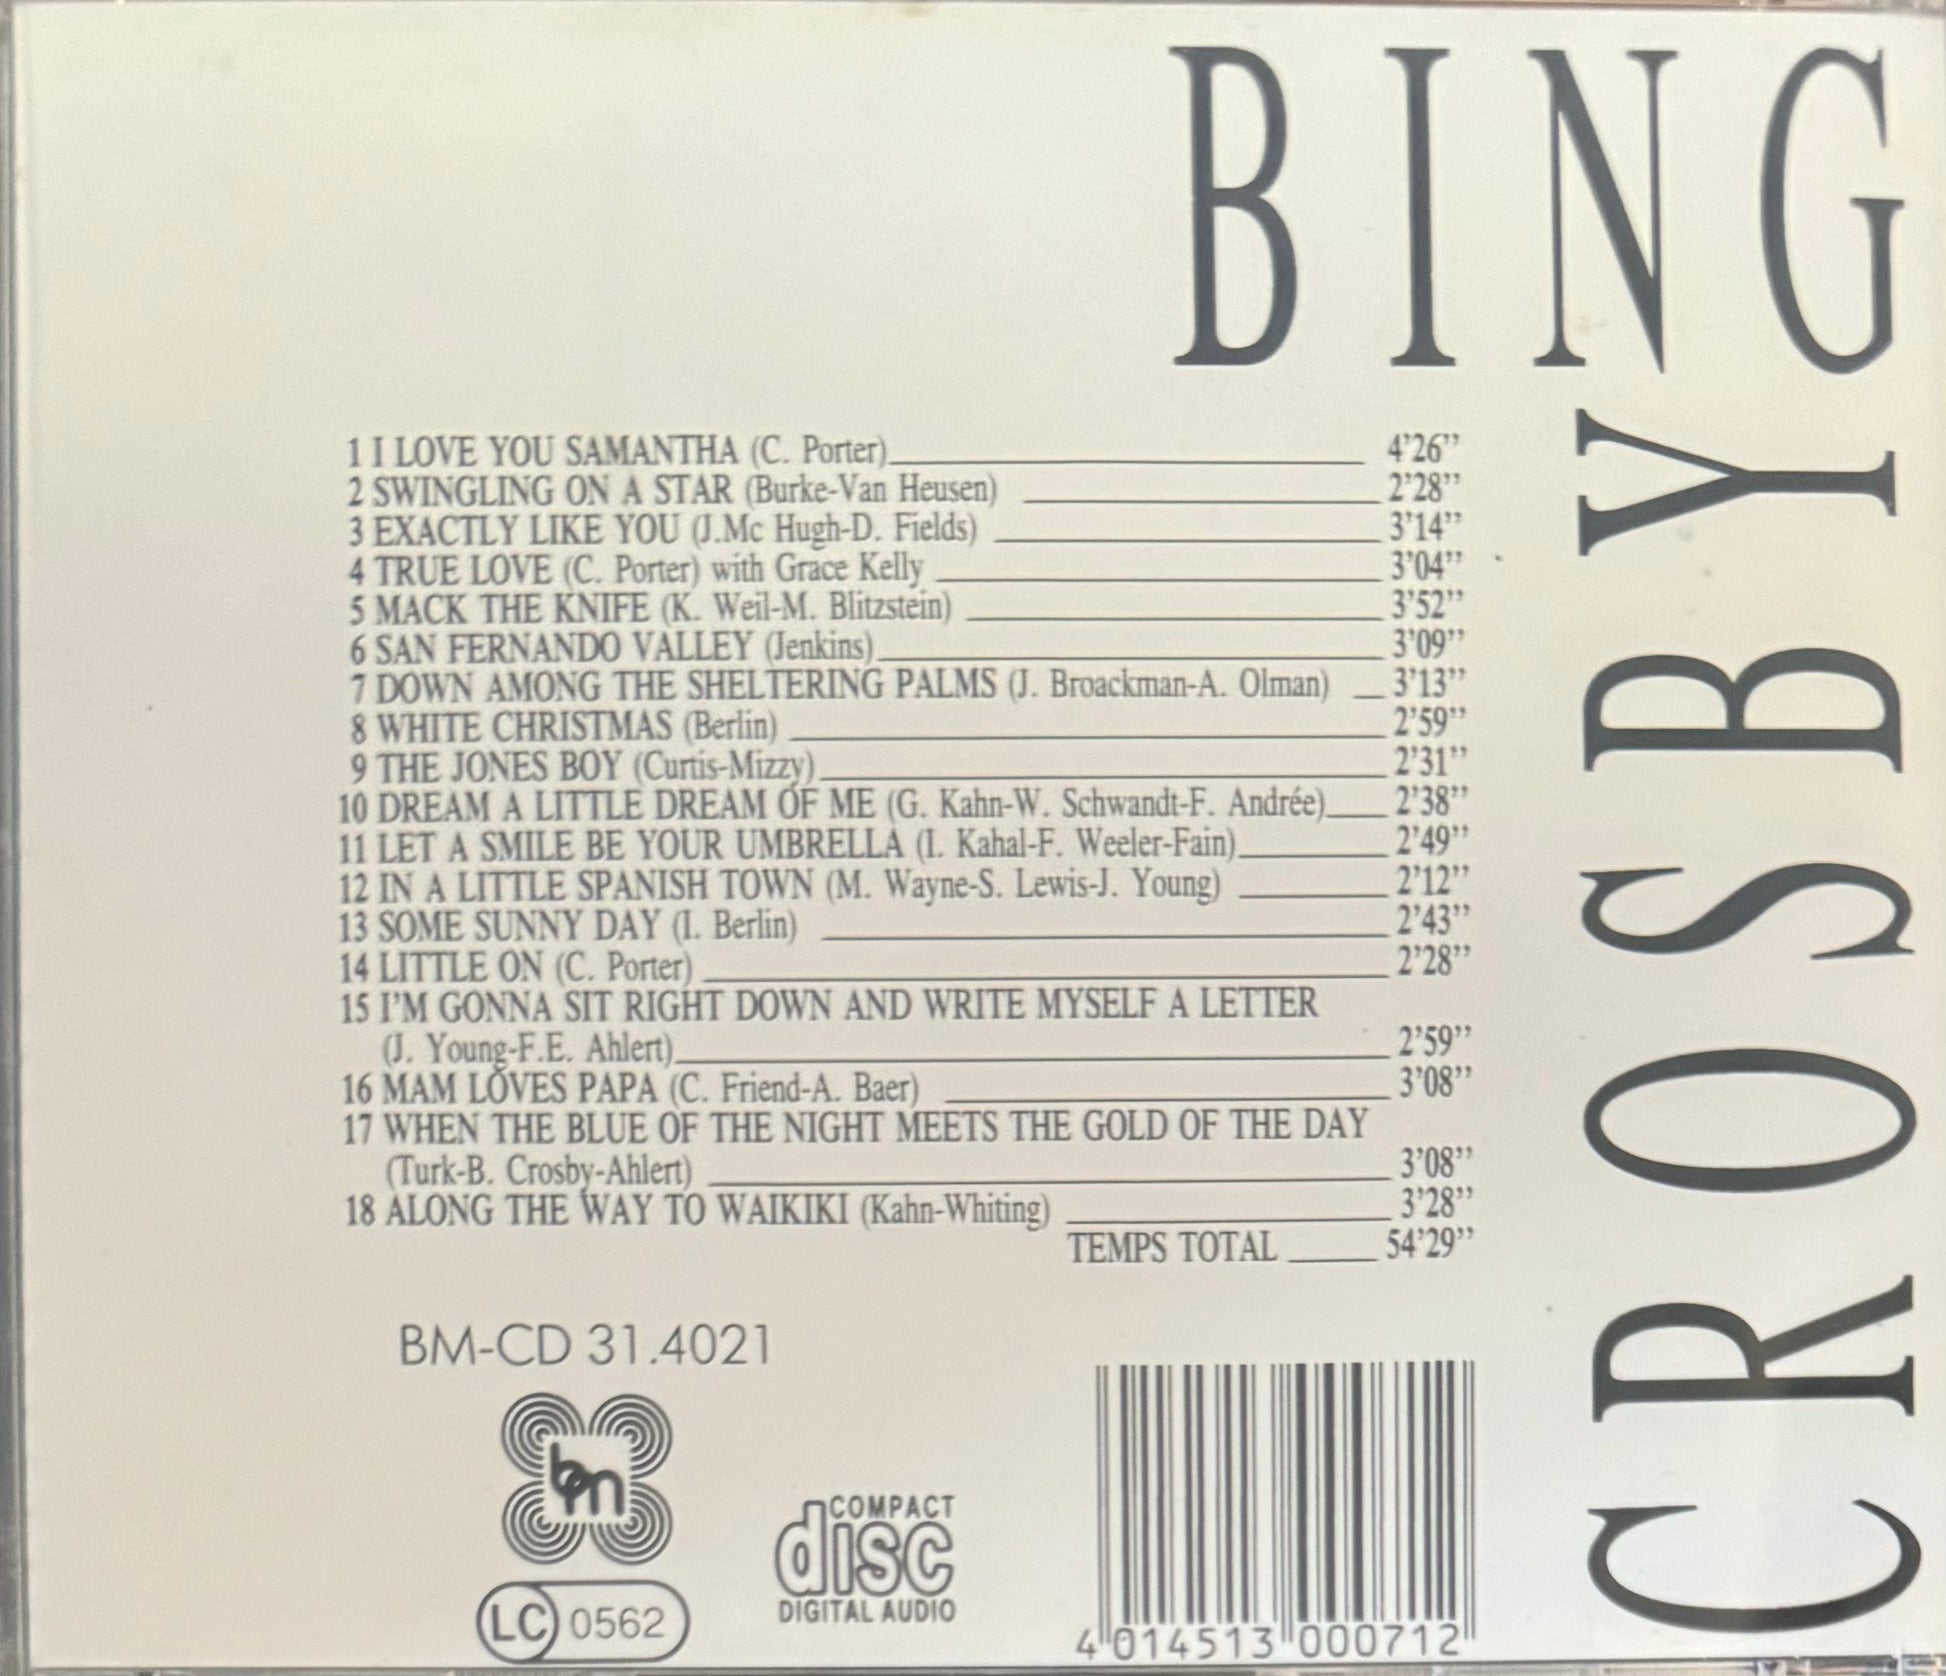 BING
CROSBY
1 I LOVE YOU SAMANTHA (C. Porter) 4'26''
2 SWINGLING ON A STAR (Burke-Van Heusen) 2'28''
3 EXACTLY LIKE YOU (J.Mc Hugh-D. Fields) 3'14''
4 TRUE LOVE (C. Porter) with Grace Kelly 3'04''
5 MACK THE KNIFE (K. Weil-M. Blitzstein) 3'52''
6 SAN FERNANDO VALLEY (Jenkins) 3'09''
7 DOWN AMONG THE SHELTERING PALMS (J. Broackman-A. Olman) 3'13''
8 WHITE CHRISTMAS (Berlin) 2'59''
9 THE JONES BOY (Curtis-Mizzy) 2'31''
10 DREAM A LITTLE DREAM OF ME (G. Kahn-W. Schwandt-F. Andrée) 2'38''
11 LET A SMILE BE YOUR UMBRELLA (I. Kahal-F. Weeler-Fain) 2'49''
12 IN A LITTLE SPANISH TOWN (M. Wayne-S. Lewis-J. Young) 2'12''
13 SOME SUNNY DAY (I. Berlin) 2'43''
14 LITTLE ON (C. Porter) 2'28''
15 I'M GONNA SIT RIGHT DOWN AND WRITE MYSELF A LETTER
(J. Young-F.E. Ahlert) 2'59''
16 MAM LOVES PAPA (C. Friend-A. Baer) 3'08''
17 WHEN THE BLUE OF THE NIGHT MEETS THE GOLD OF THE DAY
(Turk-B. Crosby-Ahlert) 3'08''
18 ALONG THE WAY TO WAIKIKI (Kahn-Whiting) 3'28''
TEMPS TOTAL 54'29''
BM-CD 31.4021
bm
COMPACT
disc
DIGITAL AUDIO
LC 0562
4 014513 000712